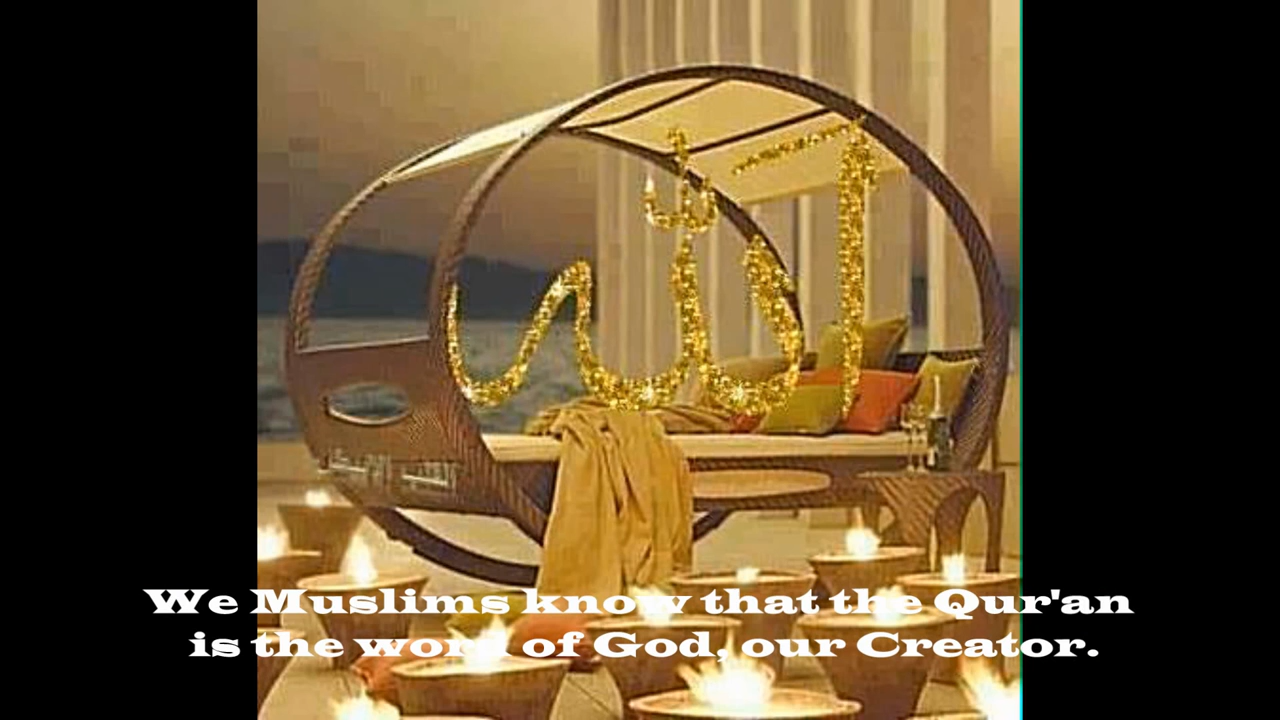 الله
We Muslims know that the Qur'an
is the word of God, our Creator.